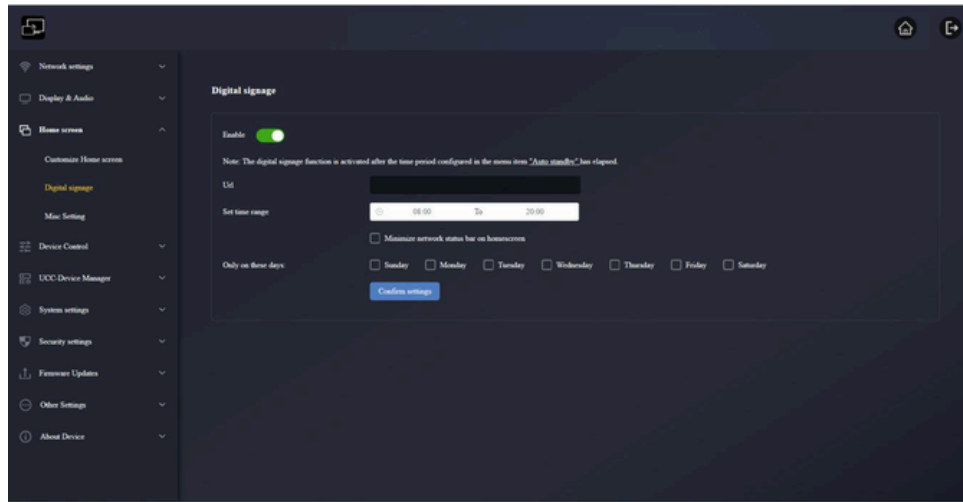 Network settings
Display & Audio
Home screen
Customize Home screen
Digital signage
Misc Setting
Device Control
UCC-Device Manager
System settings
Security settings
Firmware Updates
Other Settings
About Device
Digital signage
Enable
Note: The digital signage function is activated after the time period configured in the menu item "Auto standby" has elapsed.
Url
Set time range
08:00 To 20:00
Minimize network status bar on homescreen
Only on these days:
Sunday Monday Tuesday Wednesday Thursday Friday Saturday
Confirm settings